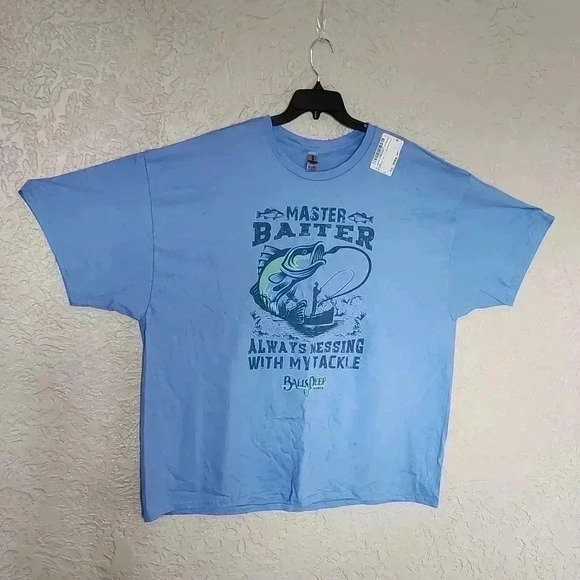 MASTER
BAITER
ALWAYS MESSING
WITH MY TACKLE
BALLS DEEP